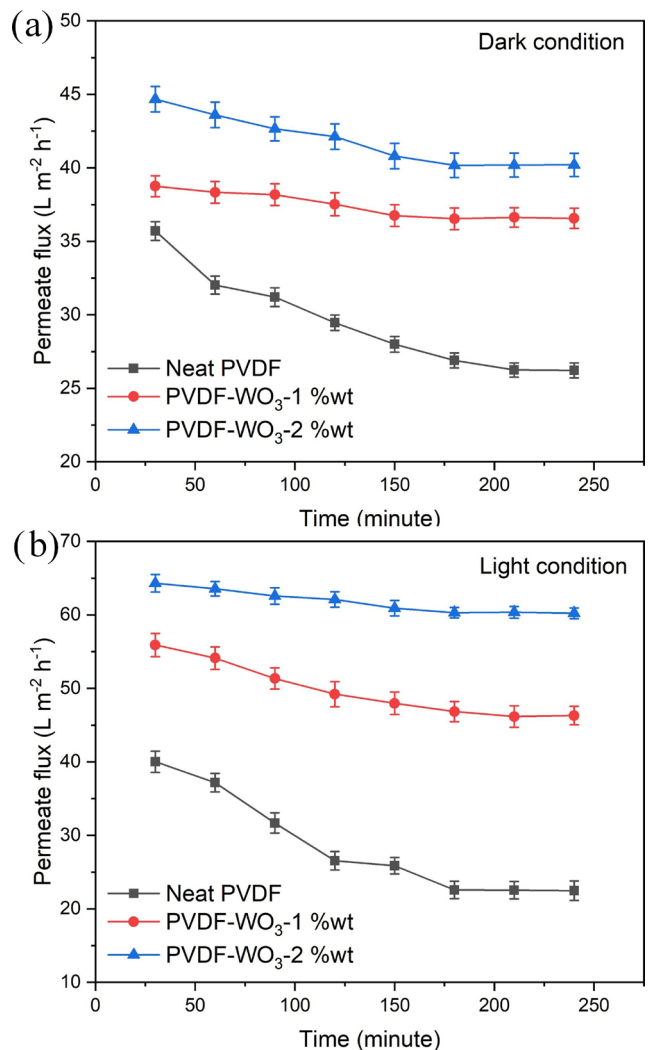 (a)
Dark condition
Permeate flux (L m⁻² h⁻¹)
50
45
40
35
30
25
20
Neat PVDF
PVDF-WO₃-1 %wt
PVDF-WO₃-2 %wt
0 50 100 150 200 250
Time (minute)
(b)
Light condition
Permeate flux (L m⁻² h⁻¹)
70
60
50
40
30
20
10
Neat PVDF
PVDF-WO₃-1 %wt
PVDF-WO₃-2 %wt
0 50 100 150 200 250
Time (minute)